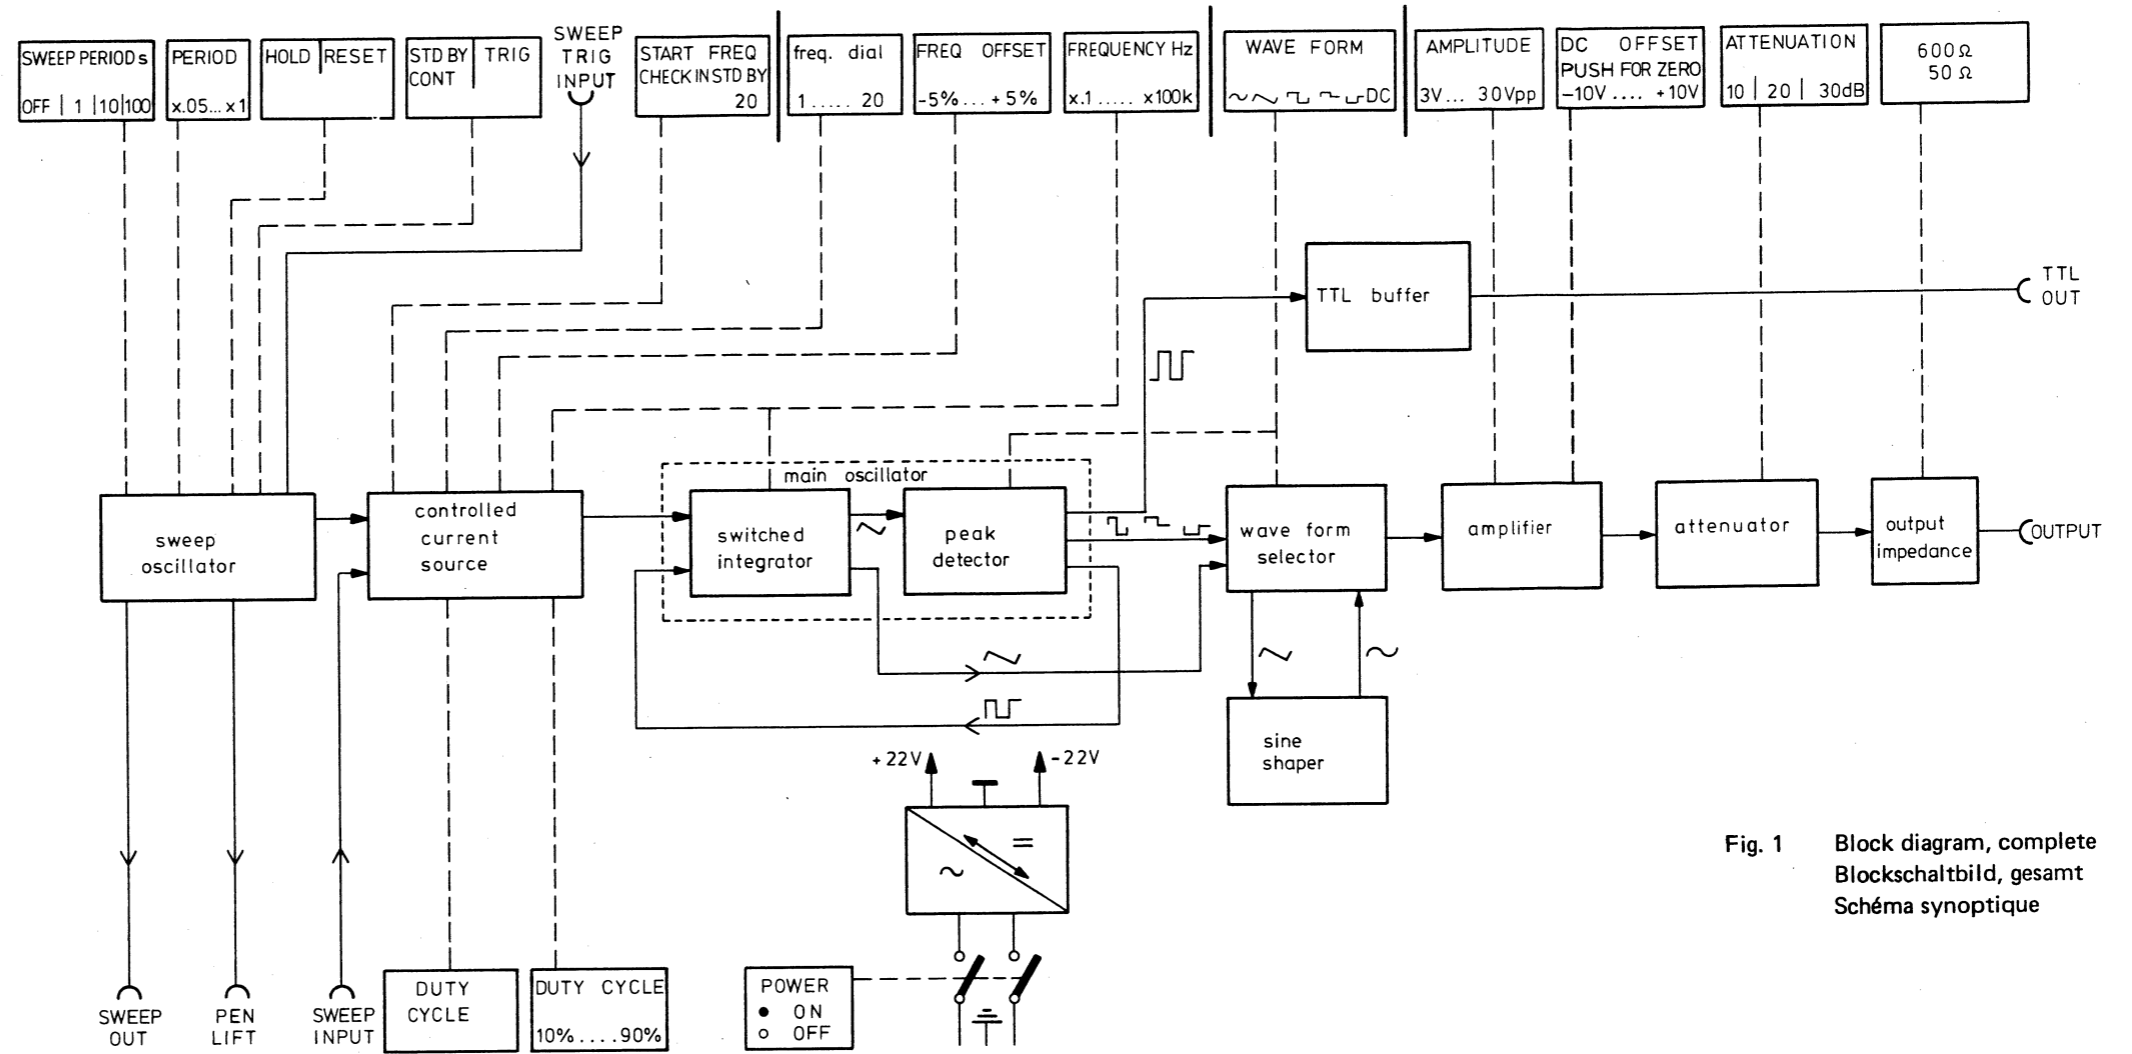 SWEEP PERIOD s
OFF | 1 |10|100
PERIOD
x.05...x1
HOLD RESET
STD BY TRIG
CONT
SWEEP
TRIG
INPUT
START FREQ
CHECK IN STD BY
20
freq. dial
1..... 20
FREQ OFFSET
-5%... +5%
FREQUENCY Hz
x.1 ..... x100k
WAVE FORM
DC
AMPLITUDE
3V... 30Vpp
DC OFFSET
PUSH FOR ZERO
-10V .... +10V
ATTENUATION
10 | 20 | 30dB
600 Ω
50 Ω
TTL buffer
TTL
OUT
main oscillator
sweep
oscillator
controlled
current
source
switched
integrator
peak
detector
wave form
selector
amplifier
attenuator
output
impedance
OUTPUT
sine
shaper
+22V
-22V
=
~
SWEEP
OUT
PEN
LIFT
SWEEP
INPUT
DUTY
CYCLE
DUTY CYCLE
10%....90%
POWER
● ON
○ OFF
Fig. 1 Block diagram, complete
Blockschaltbild, gesamt
Schéma synoptique